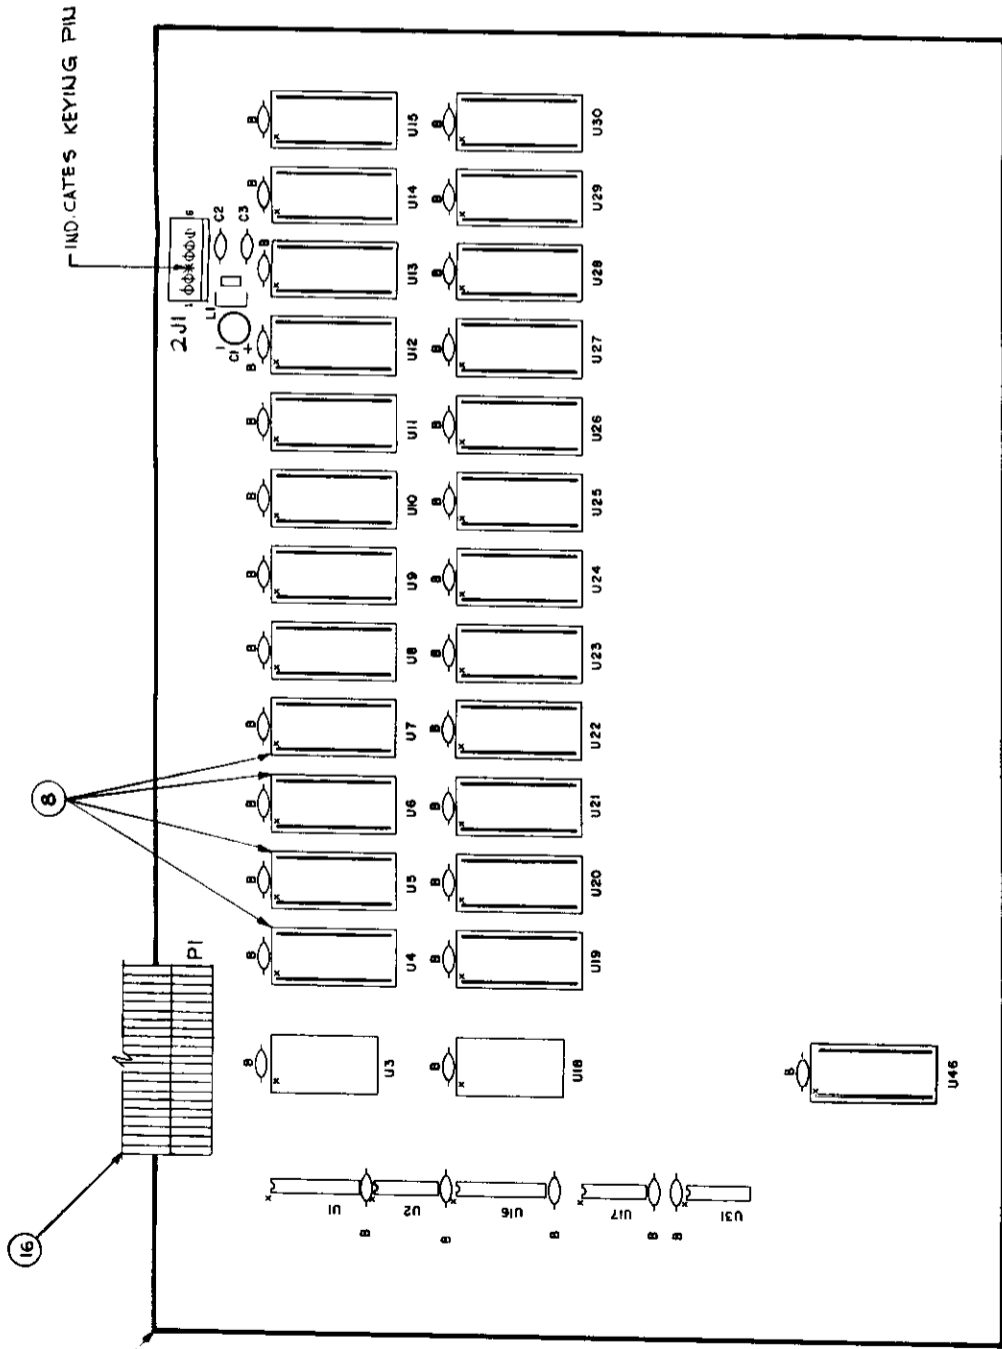 IND.CATES KEYING PIN
2J1
1
6
C2
C3
L1
C1
+
B
U15
B
U30
B
U14
B
U29
B
U13
B
U28
B
U12
B
U27
B
U11
B
U26
B
U10
B
U25
B
U9
B
U24
B
U8
B
U23
B
U7
B
U22
8
B
U6
B
U21
B
U5
B
U20
B
U4
B
U19
P1
B
U3
B
U18
B
U46
16
U1
B
U2
B
U16
B
U17
B
B
U31